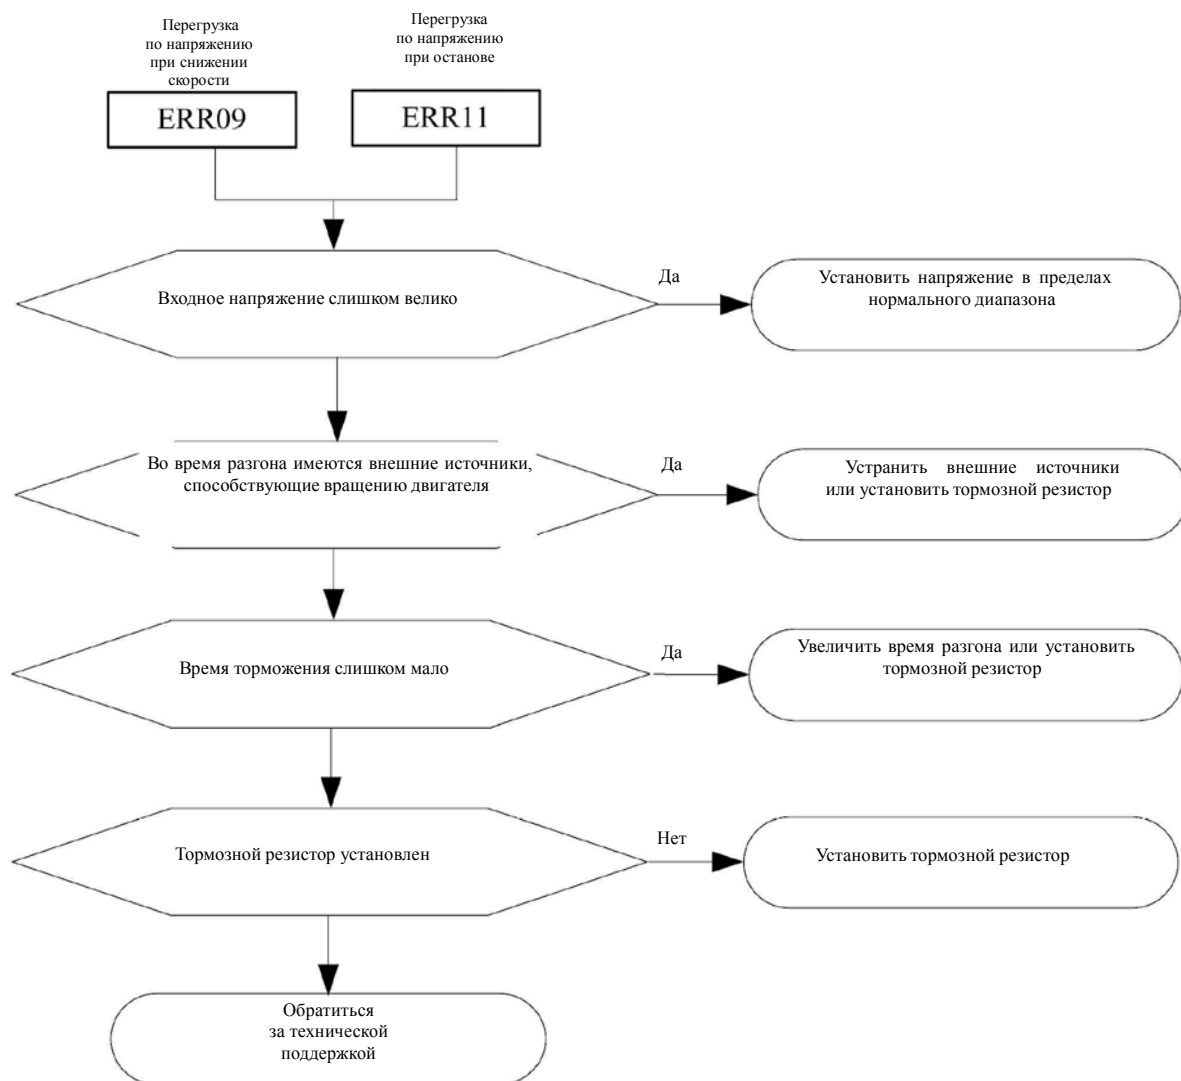 Перегрузка
по напряжению
при снижении
скорости
Перегрузка
по напряжению
при останове
ERR09
ERR11
Входное напряжение слишком велико
Да
Установить напряжение в пределах
нормального диапазона
Во время разгона имеются внешние источники,
способствующие вращению двигателя
Да
Устранить внешние источники
или установить тормозной резистор
Время торможения слишком мало
Да
Увеличить время разгона или установить
тормозной резистор
Тормозной резистор установлен
Нет
Установить тормозной резистор
Обратиться
за технической
поддержкой